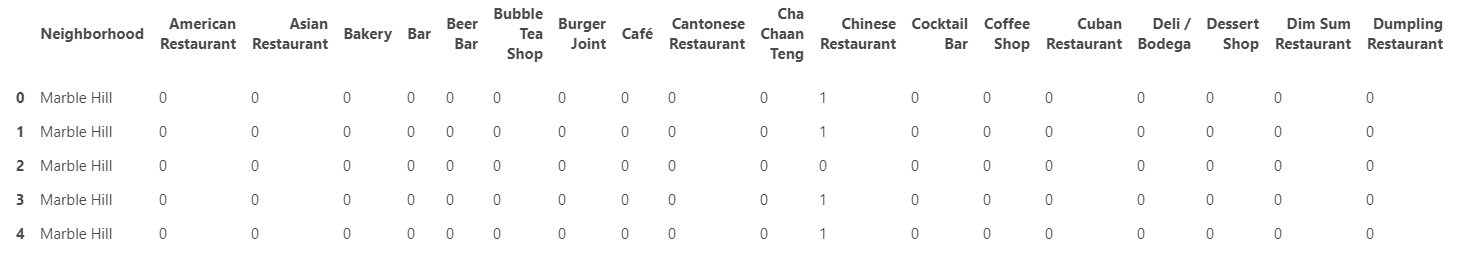 Neighborhood American Restaurant Asian Restaurant Bakery Bar Beer Bar Bubble Tea Shop Burger Joint Café Cantonese Restaurant Cha Chaan Teng Chinese Restaurant Cocktail Bar Coffee Shop Cuban Restaurant Deli / Bodega Dessert Shop Dim Sum Restaurant Dumpling Restaurant
0 Marble Hill 0 0 0 0 0 0 0 0 0 0 1 0 0 0 0 0 0 0
1 Marble Hill 0 0 0 0 0 0 0 0 0 0 1 0 0 0 0 0 0 0
2 Marble Hill 0 0 0 0 0 0 0 0 0 0 0 0 0 0 0 0 0 0
3 Marble Hill 0 0 0 0 0 0 0 0 0 0 1 0 0 0 0 0 0 0
4 Marble Hill 0 0 0 0 0 0 0 0 0 0 1 0 0 0 0 0 0 0